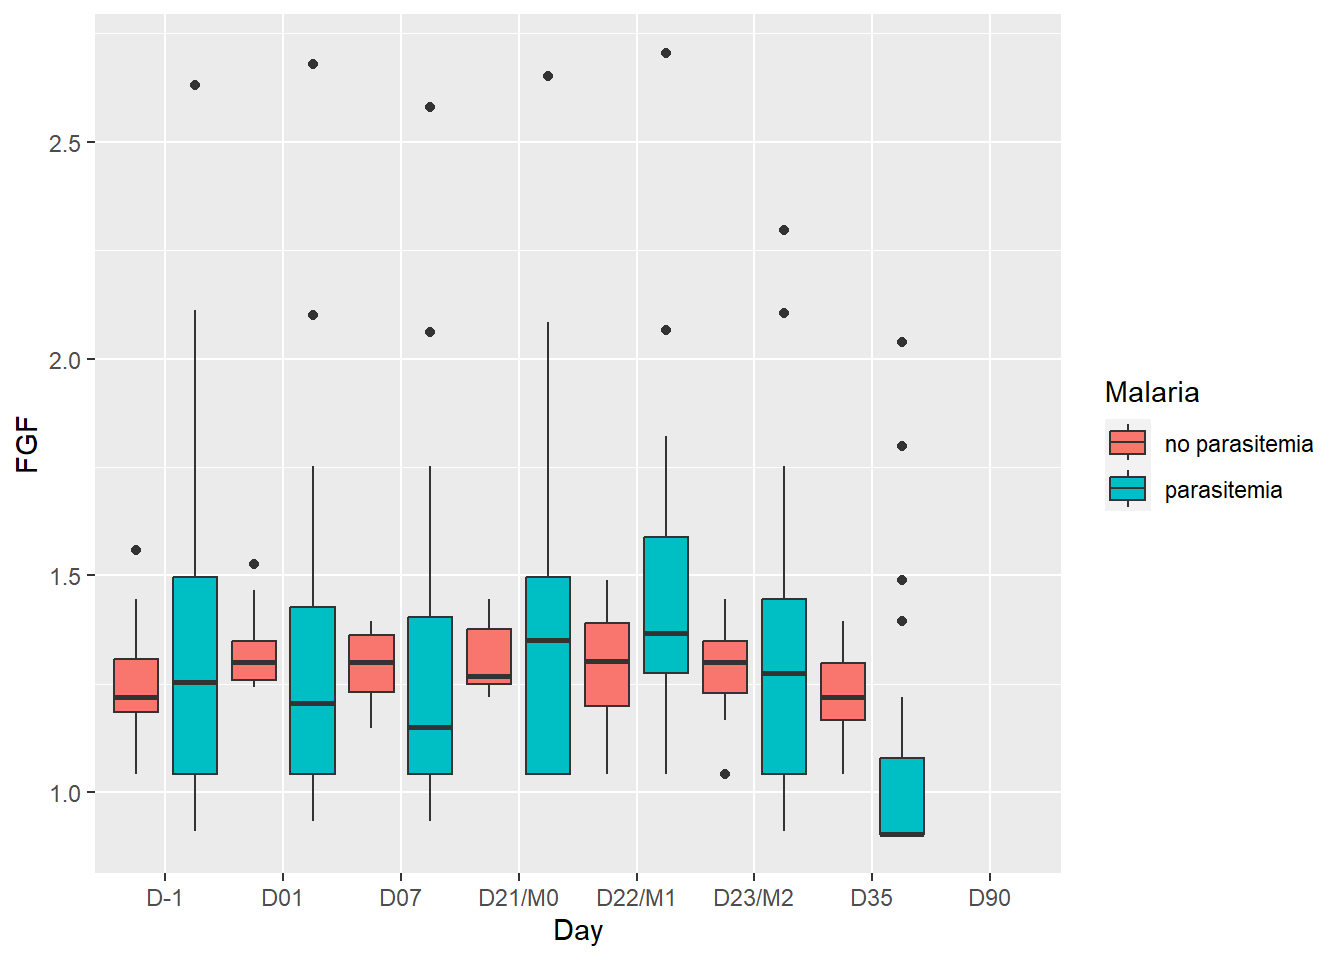 2.5
2.0
1.5
1.0
FGF
D-1 D01 D07 D21/M0 D22/M1 D23/M2 D35 D90
Day
Malaria
no parasitemia
parasitemia